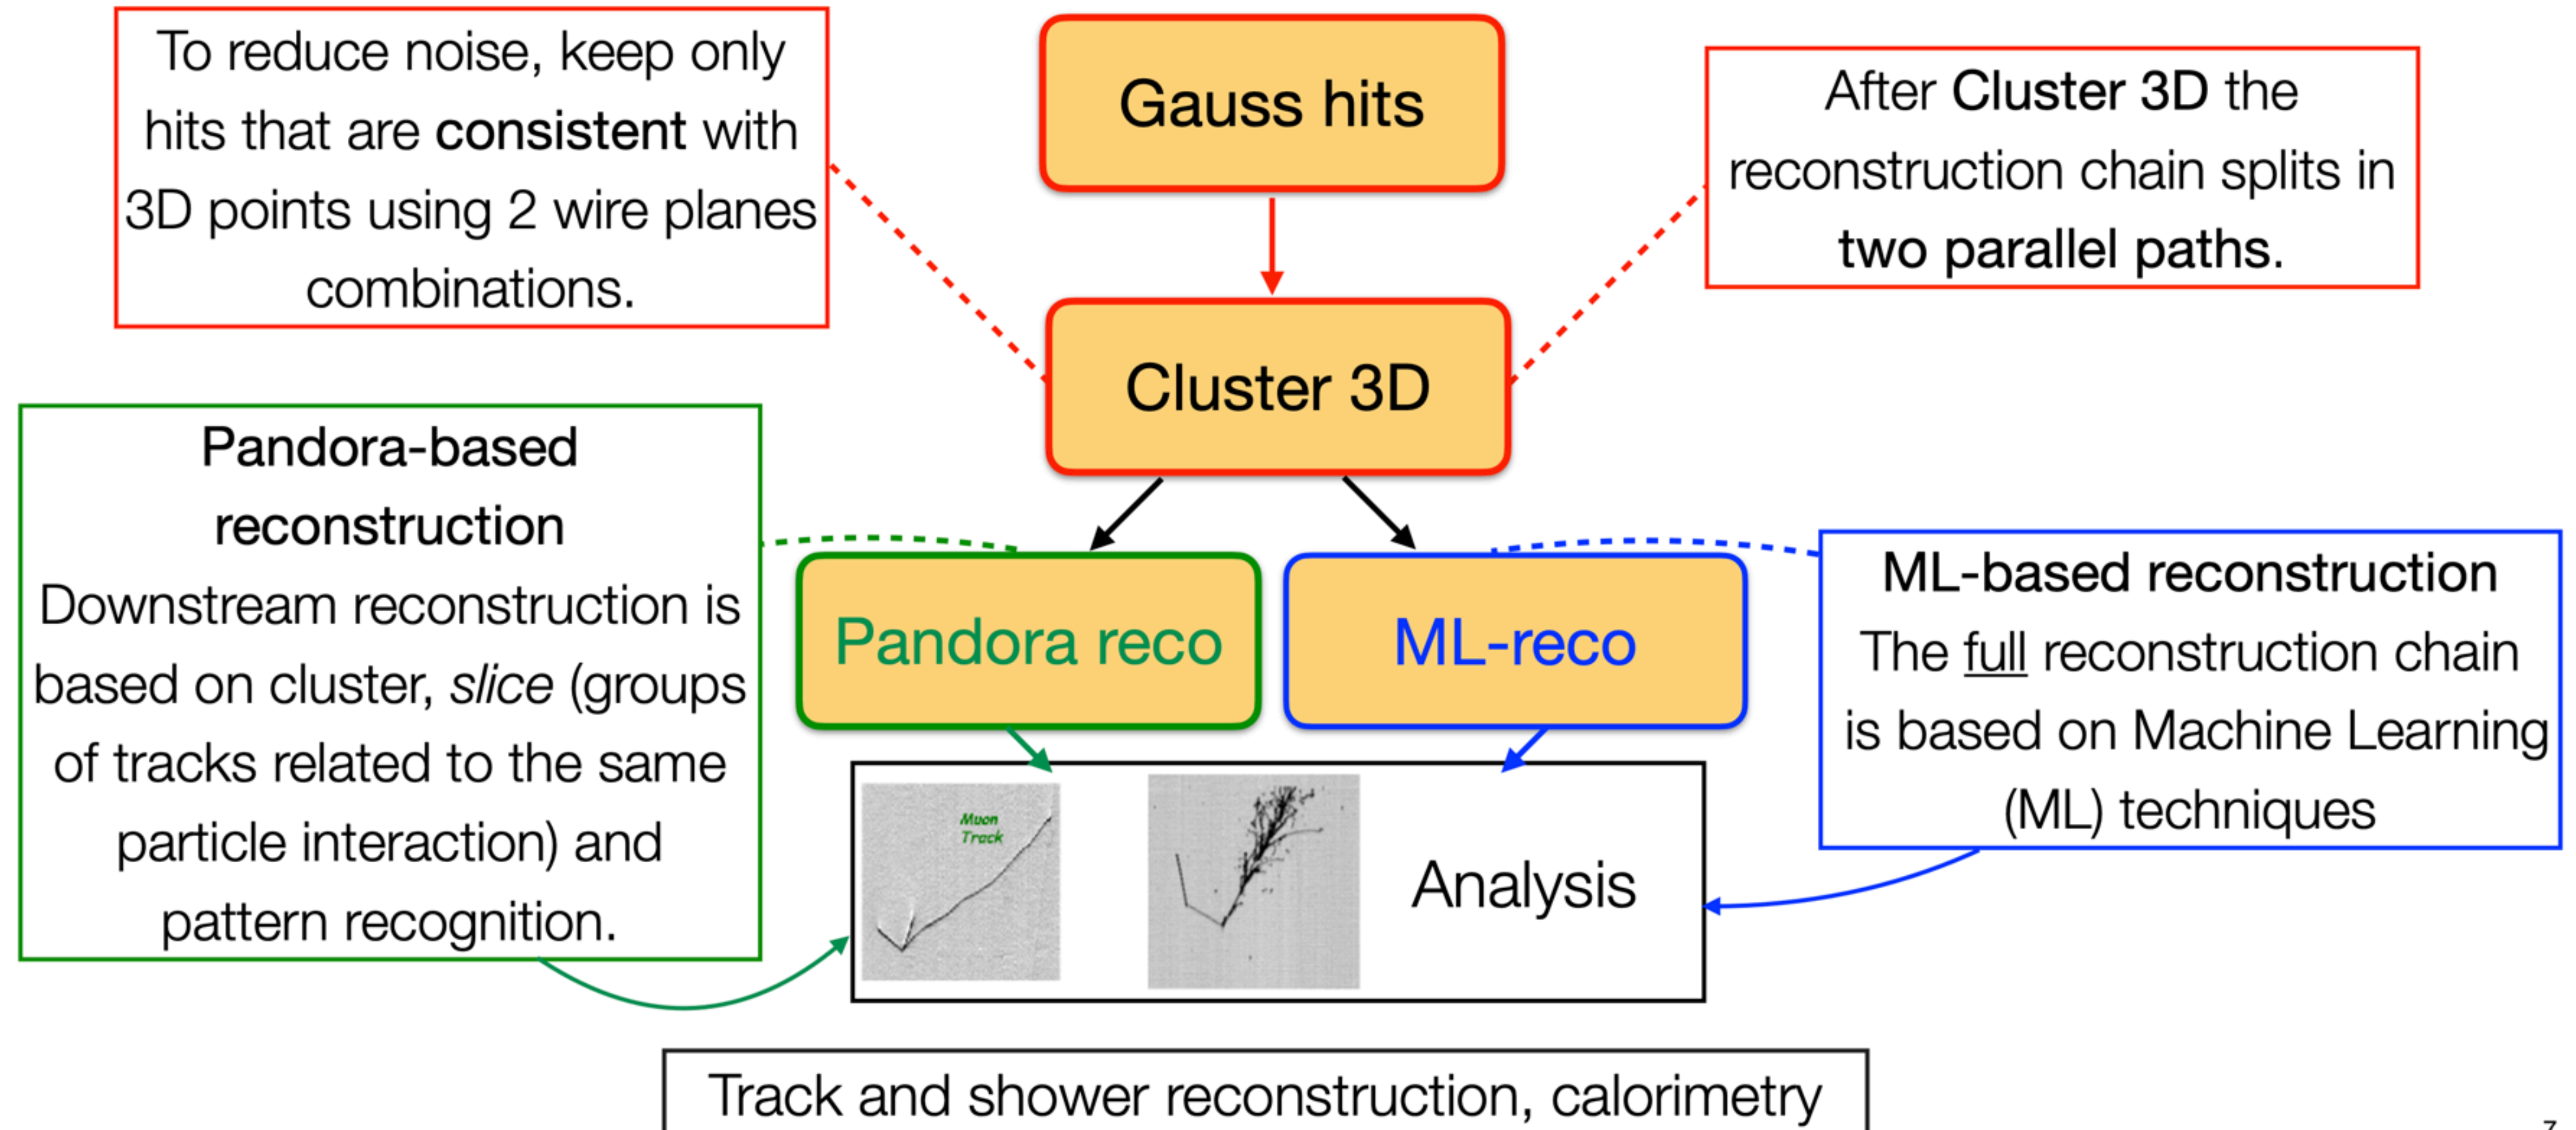 To reduce noise, keep only
hits that are consistent with
3D points using 2 wire planes
combinations.
Gauss hits
After Cluster 3D the
reconstruction chain splits in
two parallel paths.
Cluster 3D
Pandora-based
reconstruction
Downstream reconstruction is
based on cluster, slice (groups
of tracks related to the same
particle interaction) and
pattern recognition.
Pandora reco
ML-reco
ML-based reconstruction
The full reconstruction chain
is based on Machine Learning
(ML) techniques
Muon
Track
Analysis
Track and shower reconstruction, calorimetry